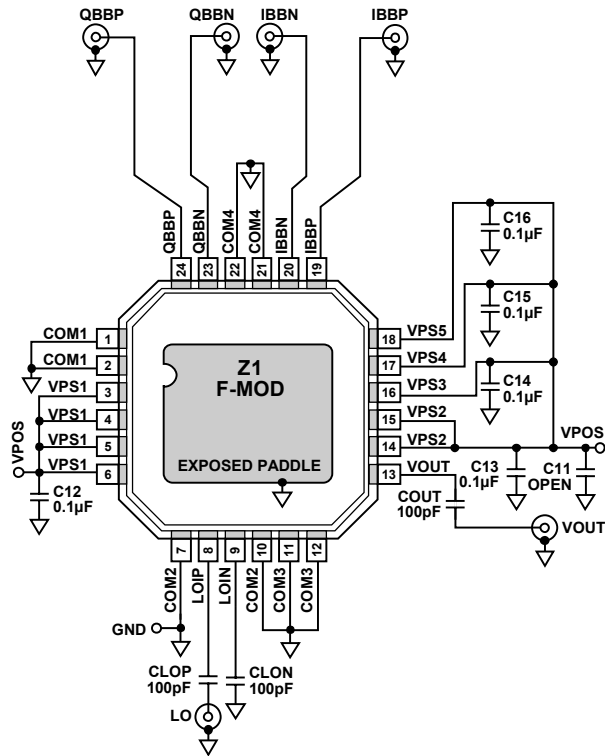 QBBP
QBBN
IBBN
IBBP
QBBP
QBBN
COM4
COM4
IBBN
IBBP
24
23
22
21
20
19
C16
0.1µF
C15
0.1µF
C14
0.1µF
COM1
1
COM1
2
VPS1
3
VPS1
4
VPS1
5
VPS1
6
VPOS
C12
0.1µF
Z1
F-MOD
EXPOSED PADDLE
18
VPS5
17
VPS4
16
VPS3
15
VPS2
14
VPS2
13
VOUT
VPOS
C13
0.1µF
C11
OPEN
COUT
100pF
VOUT
7
8
9
10
11
12
COM2
LOIP
LOIN
COM2
COM3
COM3
GND
CLOP
100pF
CLON
100pF
LO